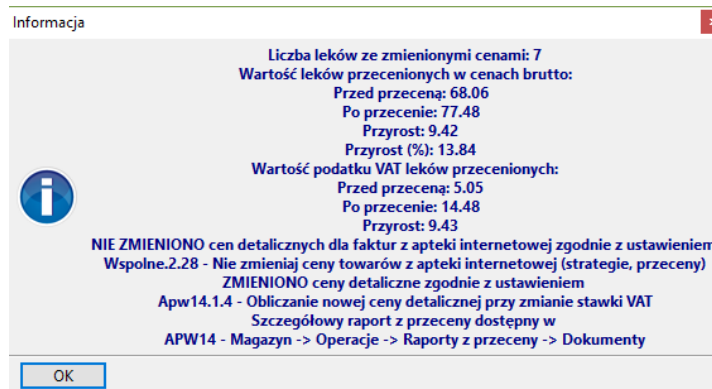 Informacja
Liczba leków ze zmienionymi cenami: 7
Wartość leków przecenionych w cenach brutto:
Przed przeceną: 68.06
Po przecenie: 77.48
Przyrost: 9.42
Przyrost (%): 13.84
Wartość podatku VAT leków przecenionych:
Przed przeceną: 5.05
Po przecenie: 14.48
Przyrost: 9.43
NIE ZMIENIONO cen detalicznych dla faktur z apteki internetowej zgodnie z ustawieniem
Wspolne.2.28 - Nie zmieniaj ceny towarów z apteki internetowej (strategie, przeceny)
ZMIENIONO ceny detaliczne zgodnie z ustawieniem
Apw14.1.4 - Obliczanie nowej ceny detalicznej przy zmianie stawki VAT
Szczegółowy raport z przeceny dostępny w
APW14 - Magazyn -> Operacje -> Raporty z przeceny -> Dokumenty
OK